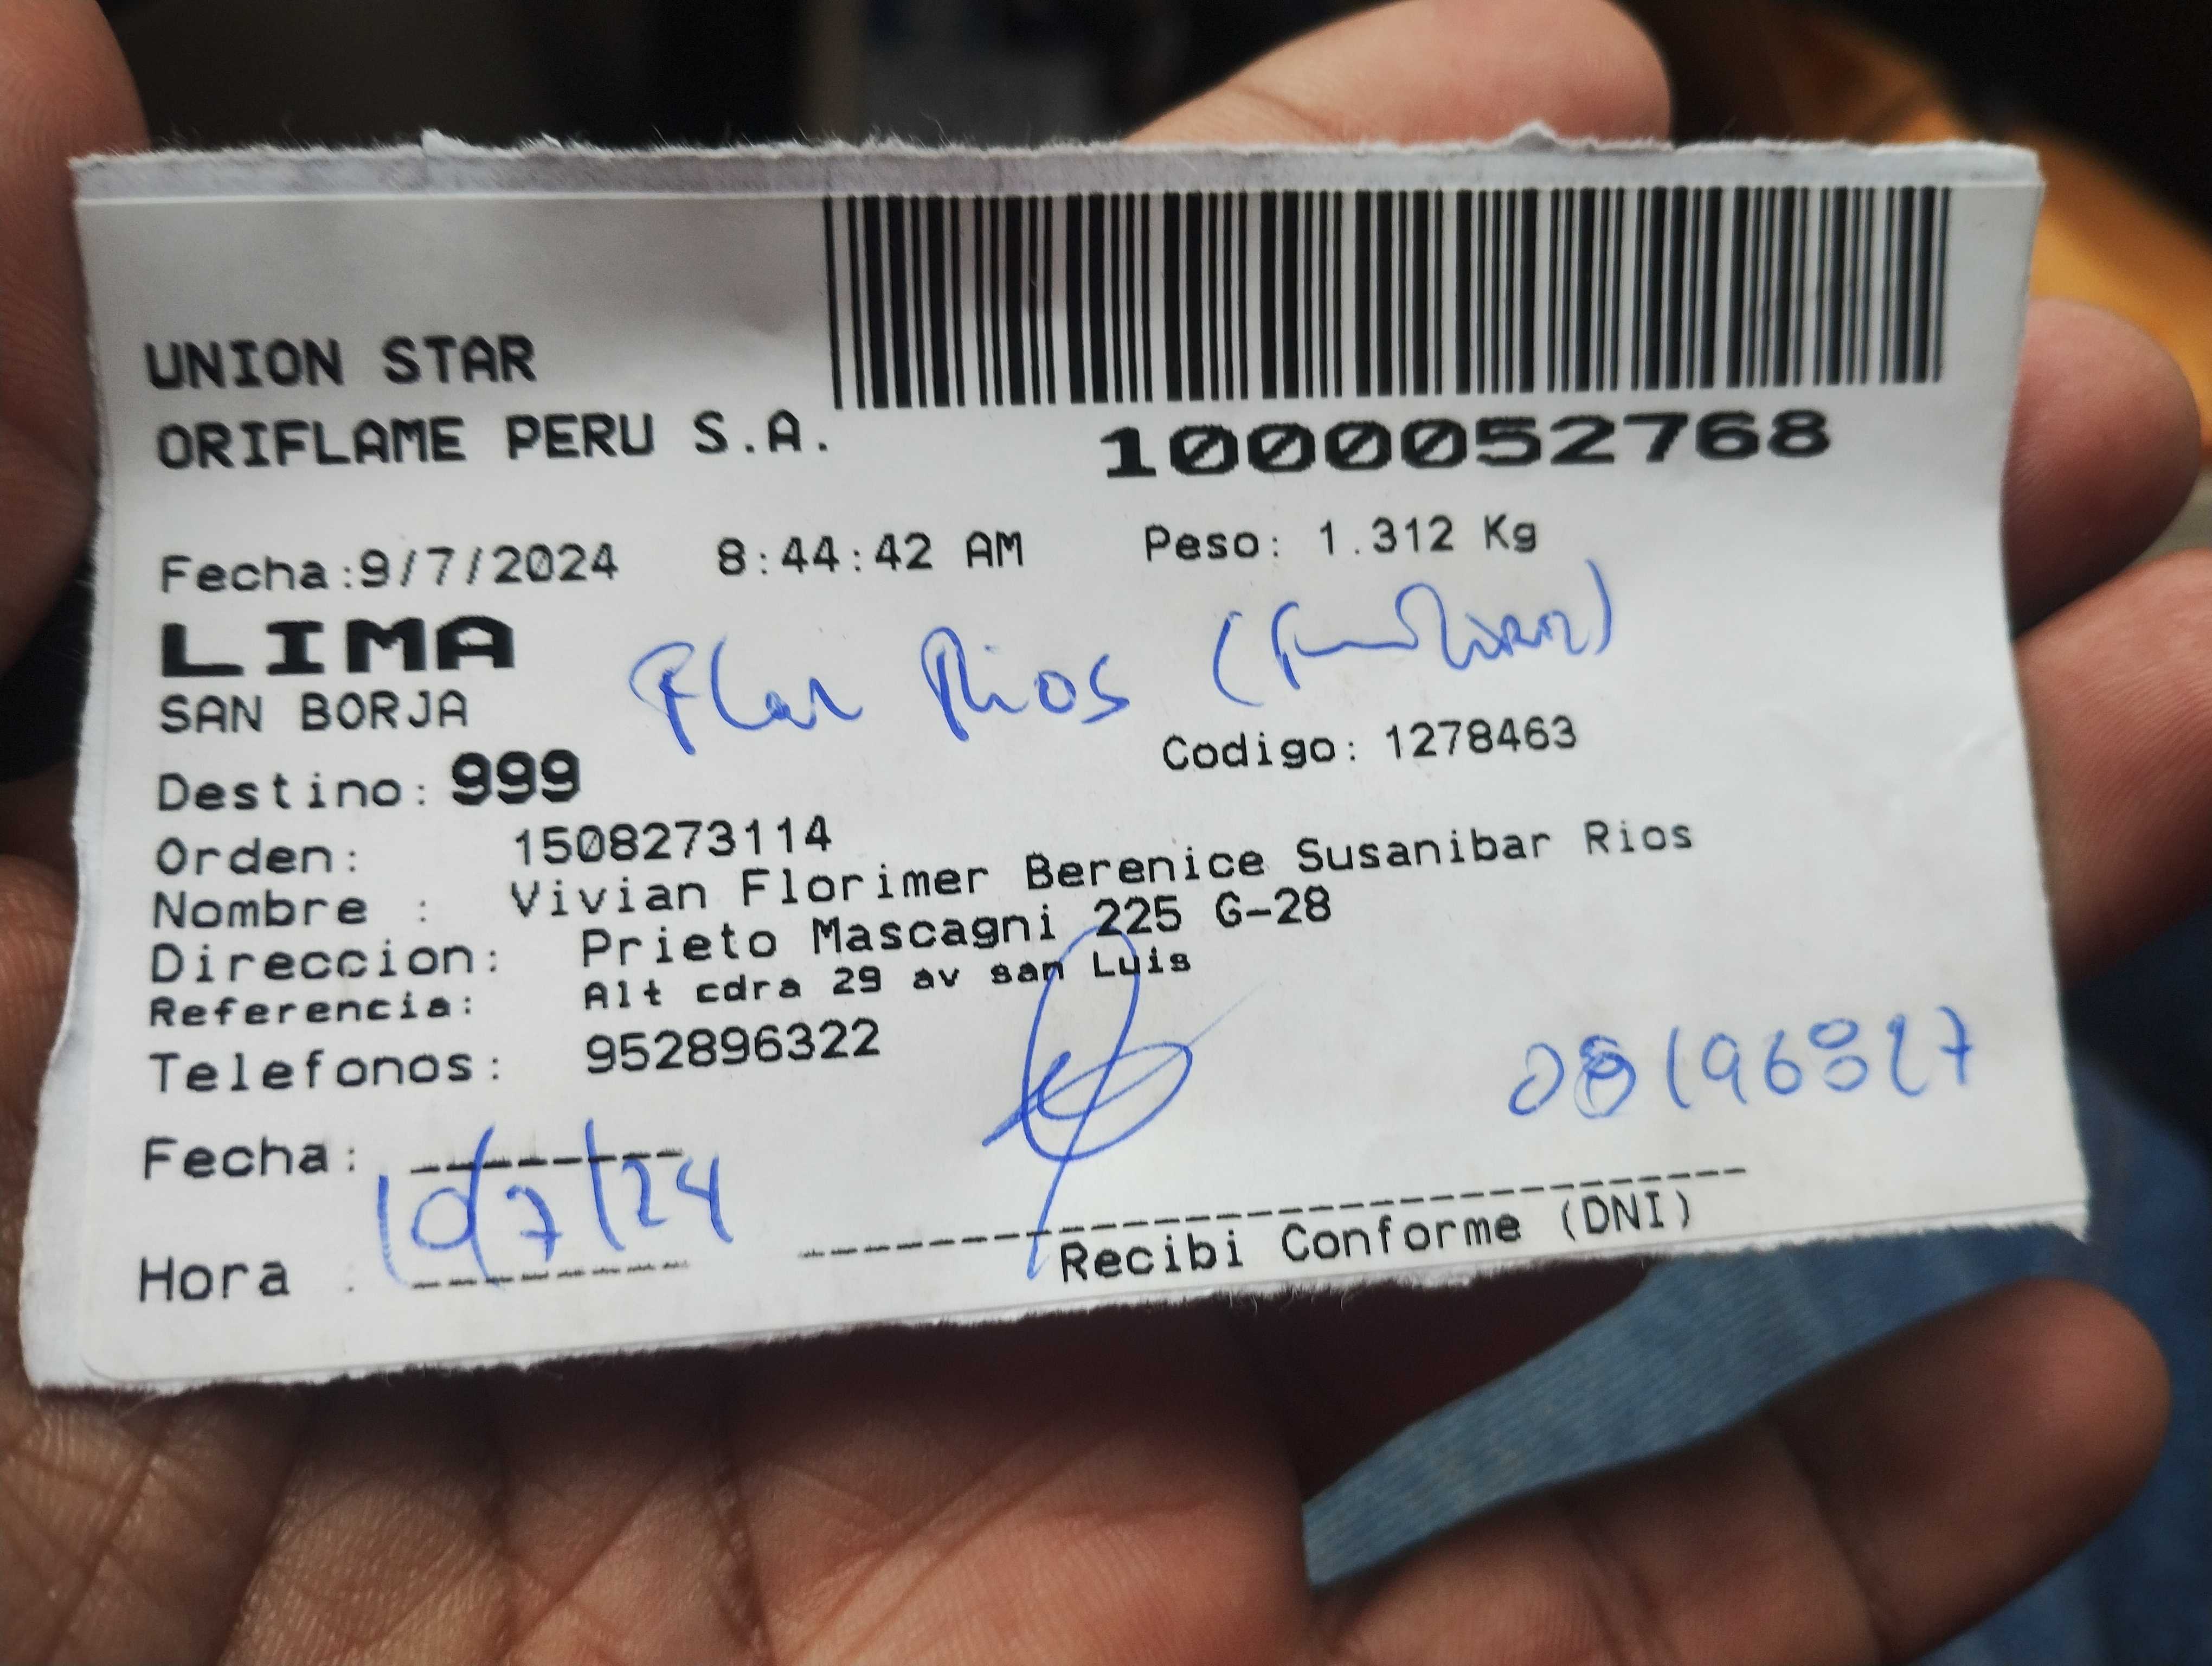 UNION STAR
ORIFLAME PERU S.A.
1000052768
Fecha:9/7/2024 8:44:42 AM Peso: 1.312 Kg
LIMA
SAN BORJA
Flor Rios
Destino: 999 Codigo: 1278463
Orden: 1508273114
Nombre : Vivian Florimer Berenice Susanibar Rios
Direccion: Prieto Mascagni 225 G-28
Referencia: Alt cdra 29 av san Luis
Telefonos: 952896322
Fecha: 10/7/24
Hora :
Recibi Conforme (DNI)